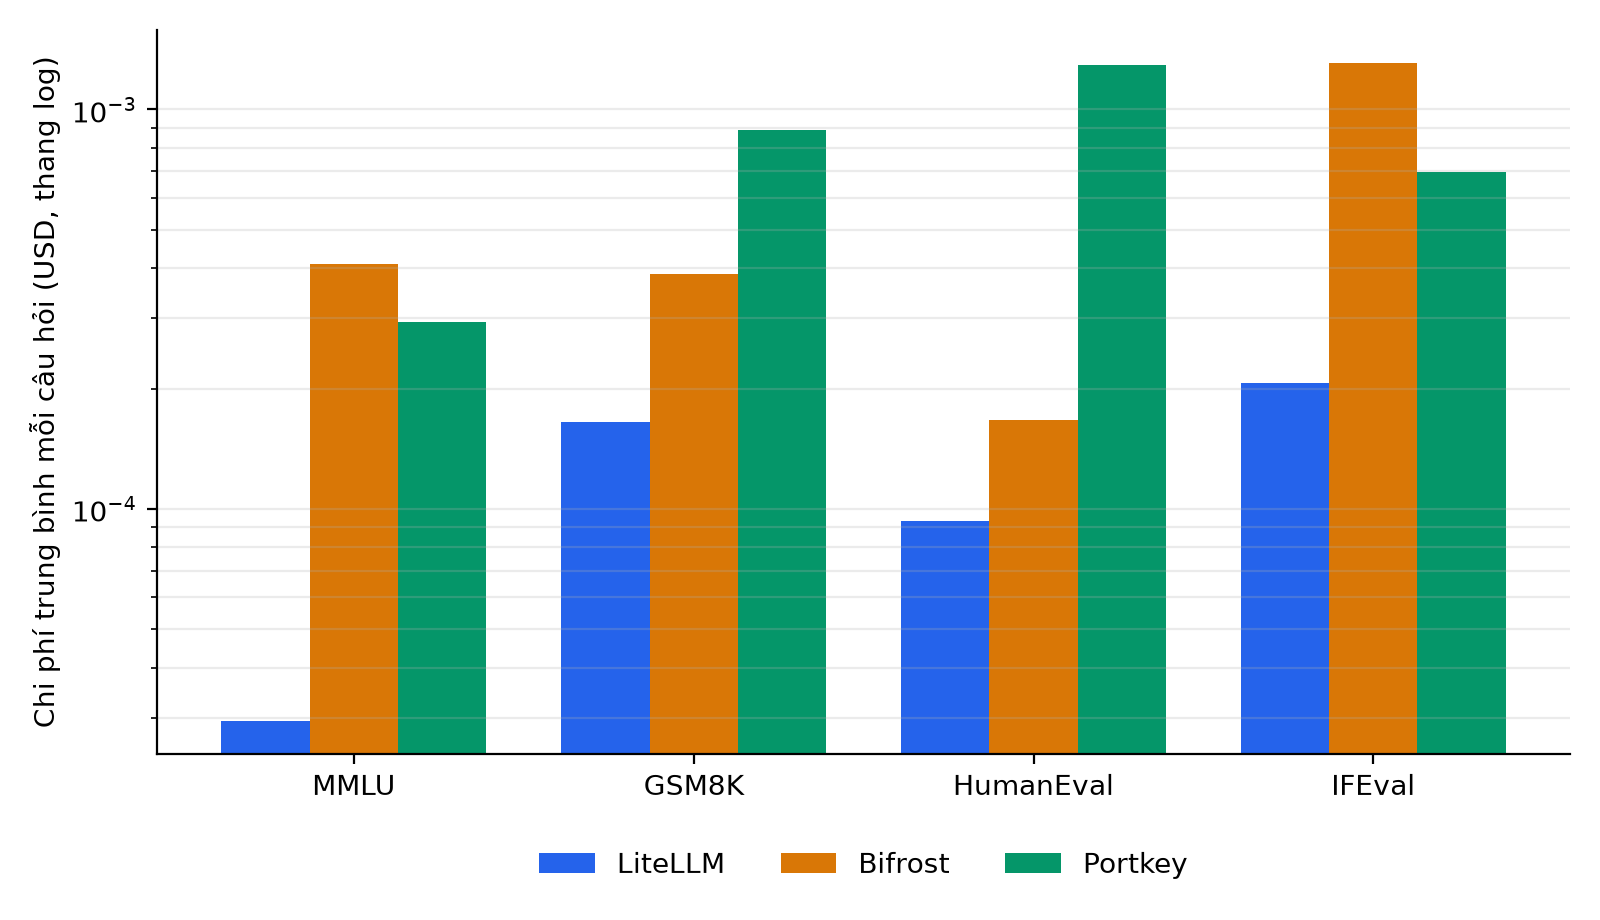 Chi phí trung bình mỗi câu hỏi (USD, thang log)
10⁻³
10⁻⁴
MMLU
GSM8K
HumanEval
IFEval
LiteLLM
Bifrost
Portkey